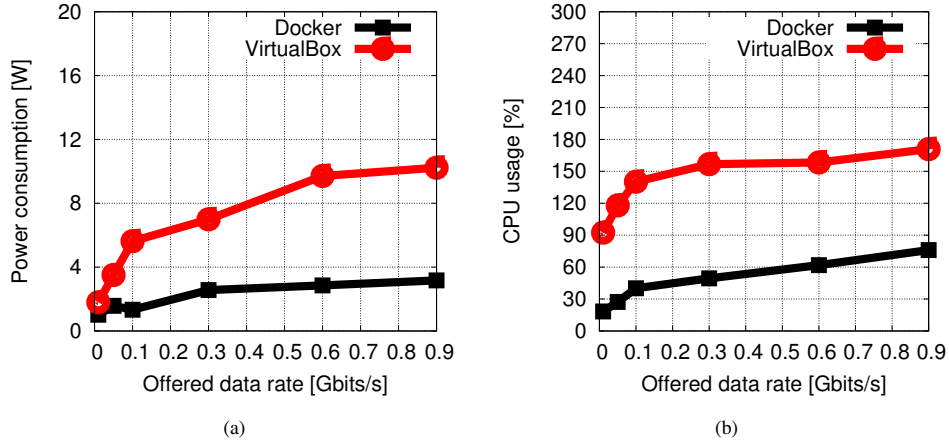 20
16
12
8
4
0
Power consumption [W]
Docker
VirtualBox
0 0.1 0.2 0.3 0.4 0.5 0.6 0.7 0.8 0.9
Offered data rate [Gbits/s]
(a)
300
270
240
210
180
150
120
90
60
30
0
CPU usage [%]
Docker
VirtualBox
0 0.1 0.2 0.3 0.4 0.5 0.6 0.7 0.8 0.9
Offered data rate [Gbits/s]
(b)